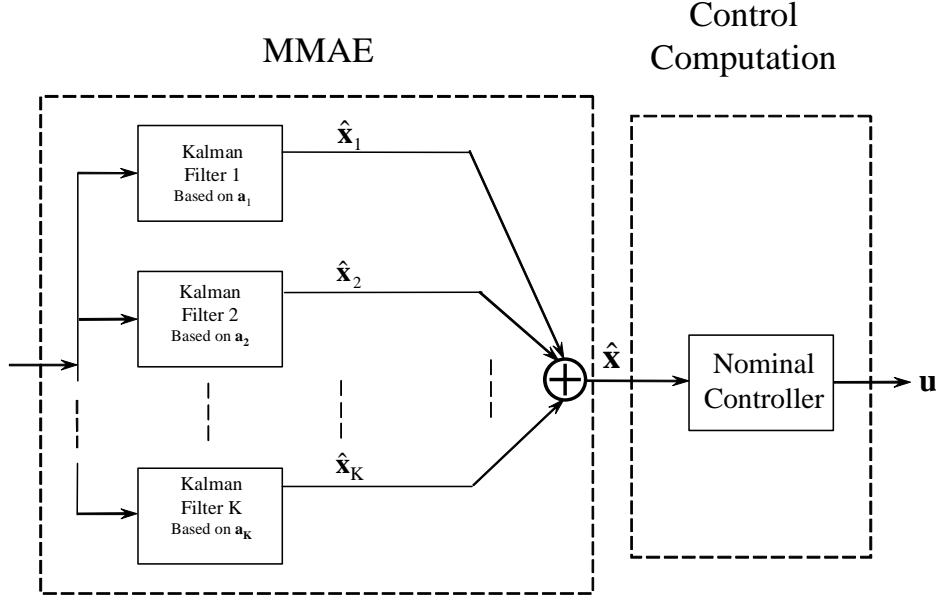 MMAE
Control
Computation
Kalman
Filter 1
Based on a₁
x̂₁
Kalman
Filter 2
Based on a₂
x̂₂
Kalman
Filter K
Based on a_K
x̂_K
x̂
Nominal
Controller
u